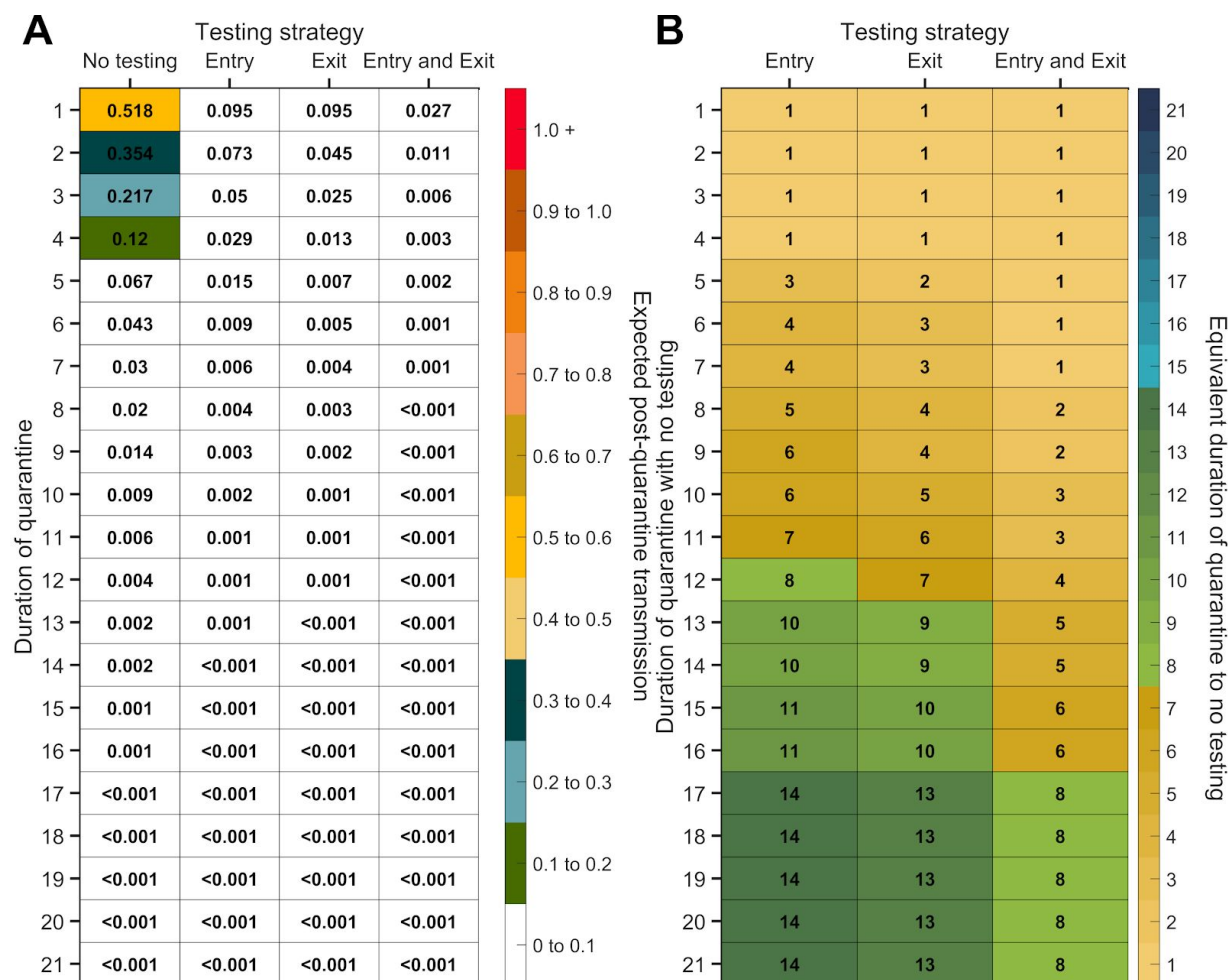 A
Testing strategy
No testing Entry Exit Entry and Exit
Duration of quarantine
1 0.518 0.095 0.095 0.027
2 0.354 0.073 0.045 0.011
3 0.217 0.05 0.025 0.006
4 0.12 0.029 0.013 0.003
5 0.067 0.015 0.007 0.002
6 0.043 0.009 0.005 0.001
7 0.03 0.006 0.004 0.001
8 0.02 0.004 0.003 <0.001
9 0.014 0.003 0.002 <0.001
10 0.009 0.002 0.001 <0.001
11 0.006 0.001 0.001 <0.001
12 0.004 0.001 0.001 <0.001
13 0.002 0.001 <0.001 <0.001
14 0.002 <0.001 <0.001 <0.001
15 0.001 <0.001 <0.001 <0.001
16 0.001 <0.001 <0.001 <0.001
17 <0.001 <0.001 <0.001 <0.001
18 <0.001 <0.001 <0.001 <0.001
19 <0.001 <0.001 <0.001 <0.001
20 <0.001 <0.001 <0.001 <0.001
21 <0.001 <0.001 <0.001 <0.001
1.0 +
0.9 to 1.0
0.8 to 0.9
0.7 to 0.8
0.6 to 0.7
0.5 to 0.6
0.4 to 0.5
0.3 to 0.4
0.2 to 0.3
0.1 to 0.2
0 to 0.1
Expected post-quarantine transmission
B
Testing strategy
Entry Exit Entry and Exit
Duration of quarantine with no testing
1 1 1 1
2 1 1 1
3 1 1 1
4 1 1 1
5 3 2 1
6 4 3 1
7 4 3 1
8 5 4 2
9 6 4 2
10 6 5 3
11 7 6 3
12 8 7 4
13 10 9 5
14 10 9 5
15 11 10 6
16 11 10 6
17 14 13 8
18 14 13 8
19 14 13 8
20 14 13 8
21 14 13 8
21
20
19
18
17
16
15
14
13
12
11
10
9
8
7
6
5
4
3
2
1
Equivalent duration of quarantine to no testing